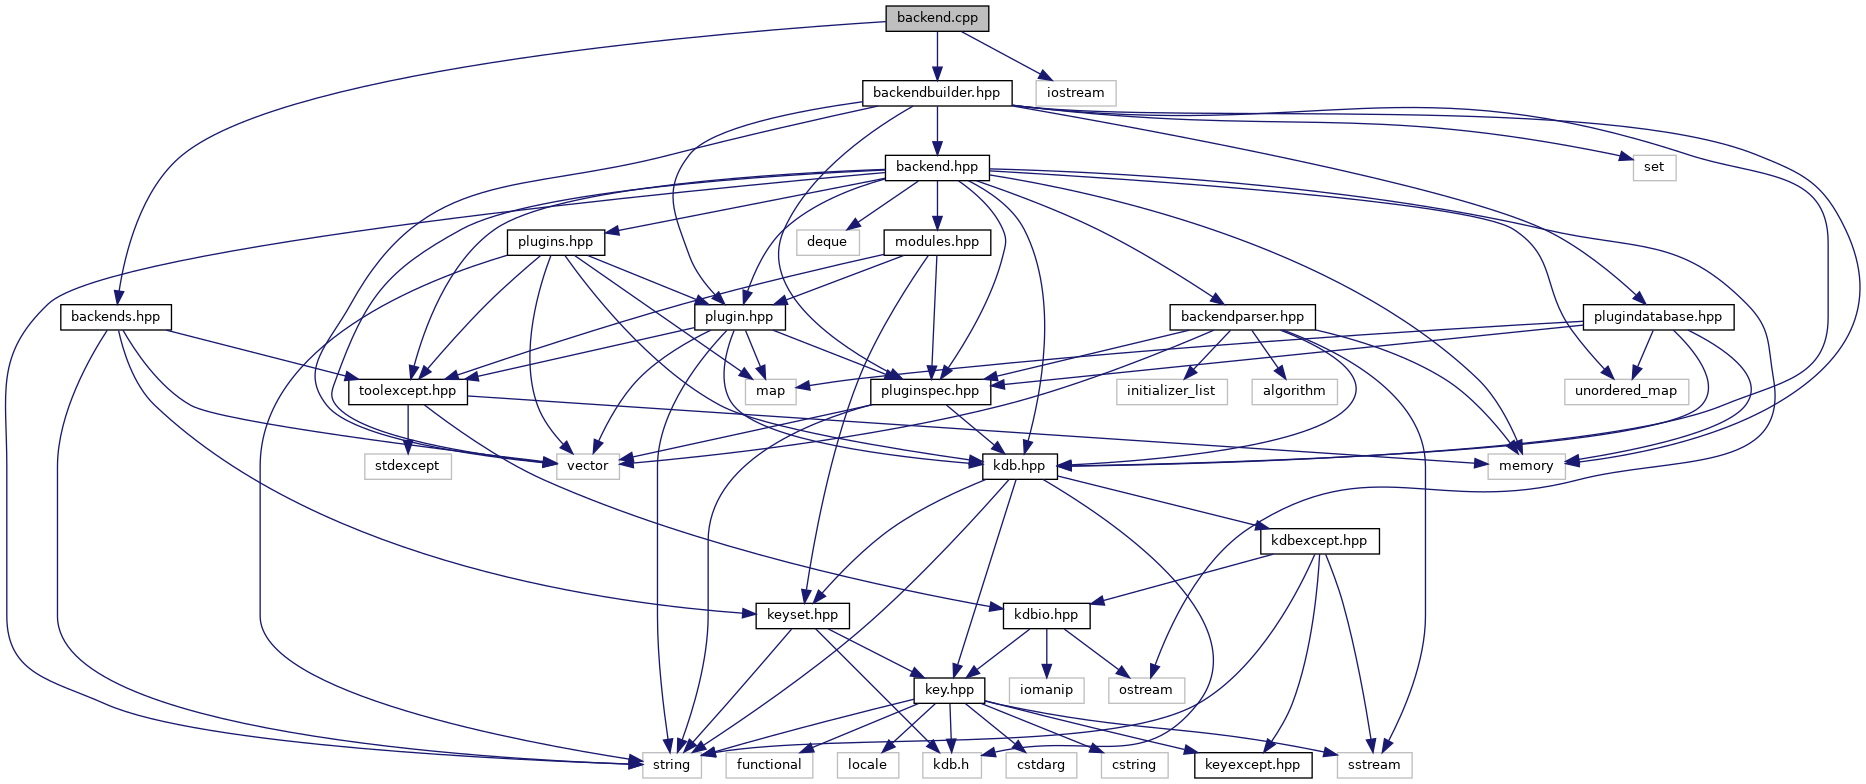 backend.cpp
backendbuilder.hpp
iostream
backend.hpp
set
plugins.hpp
deque
modules.hpp
backends.hpp
plugin.hpp
backendparser.hpp
plugindatabase.hpp
toolexcept.hpp
map
pluginspec.hpp
initializer_list
algorithm
unordered_map
stdexcept
vector
kdb.hpp
memory
kdbexcept.hpp
keyset.hpp
kdbio.hpp
key.hpp
iomanip
ostream
string
functional
locale
kdb.h
cstdarg
cstring
keyexcept.hpp
sstream